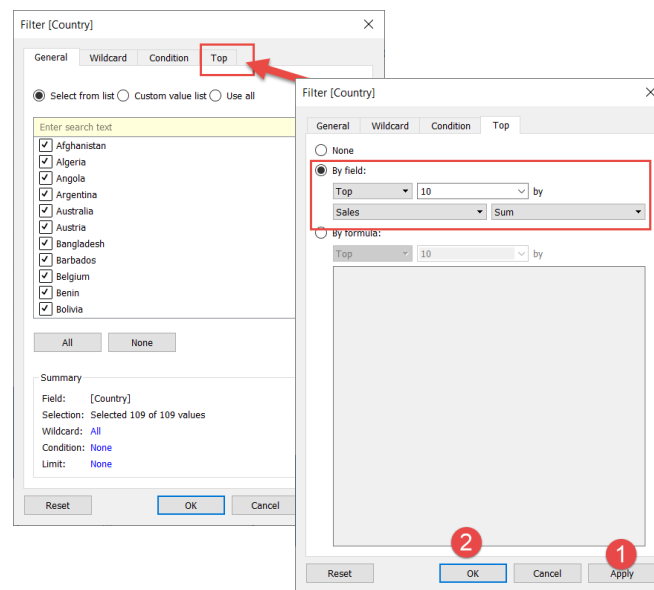 Filter [Country]
General Wildcard Condition Top
Select from list Custom value list Use all
Enter search text
Afghanistan
Algeria
Angola
Argentina
Australia
Austria
Bangladesh
Barbados
Belgium
Benin
Bolivia
All None
Summary
Field: [Country]
Selection: Selected 109 of 109 values
Wildcard: All
Condition: None
Limit: None
Reset OK Cancel
Filter [Country]
General Wildcard Condition Top
None
By field:
Top 10 by
Sales Sum
By formula:
Top 10 by
2
1
Reset OK Cancel Apply